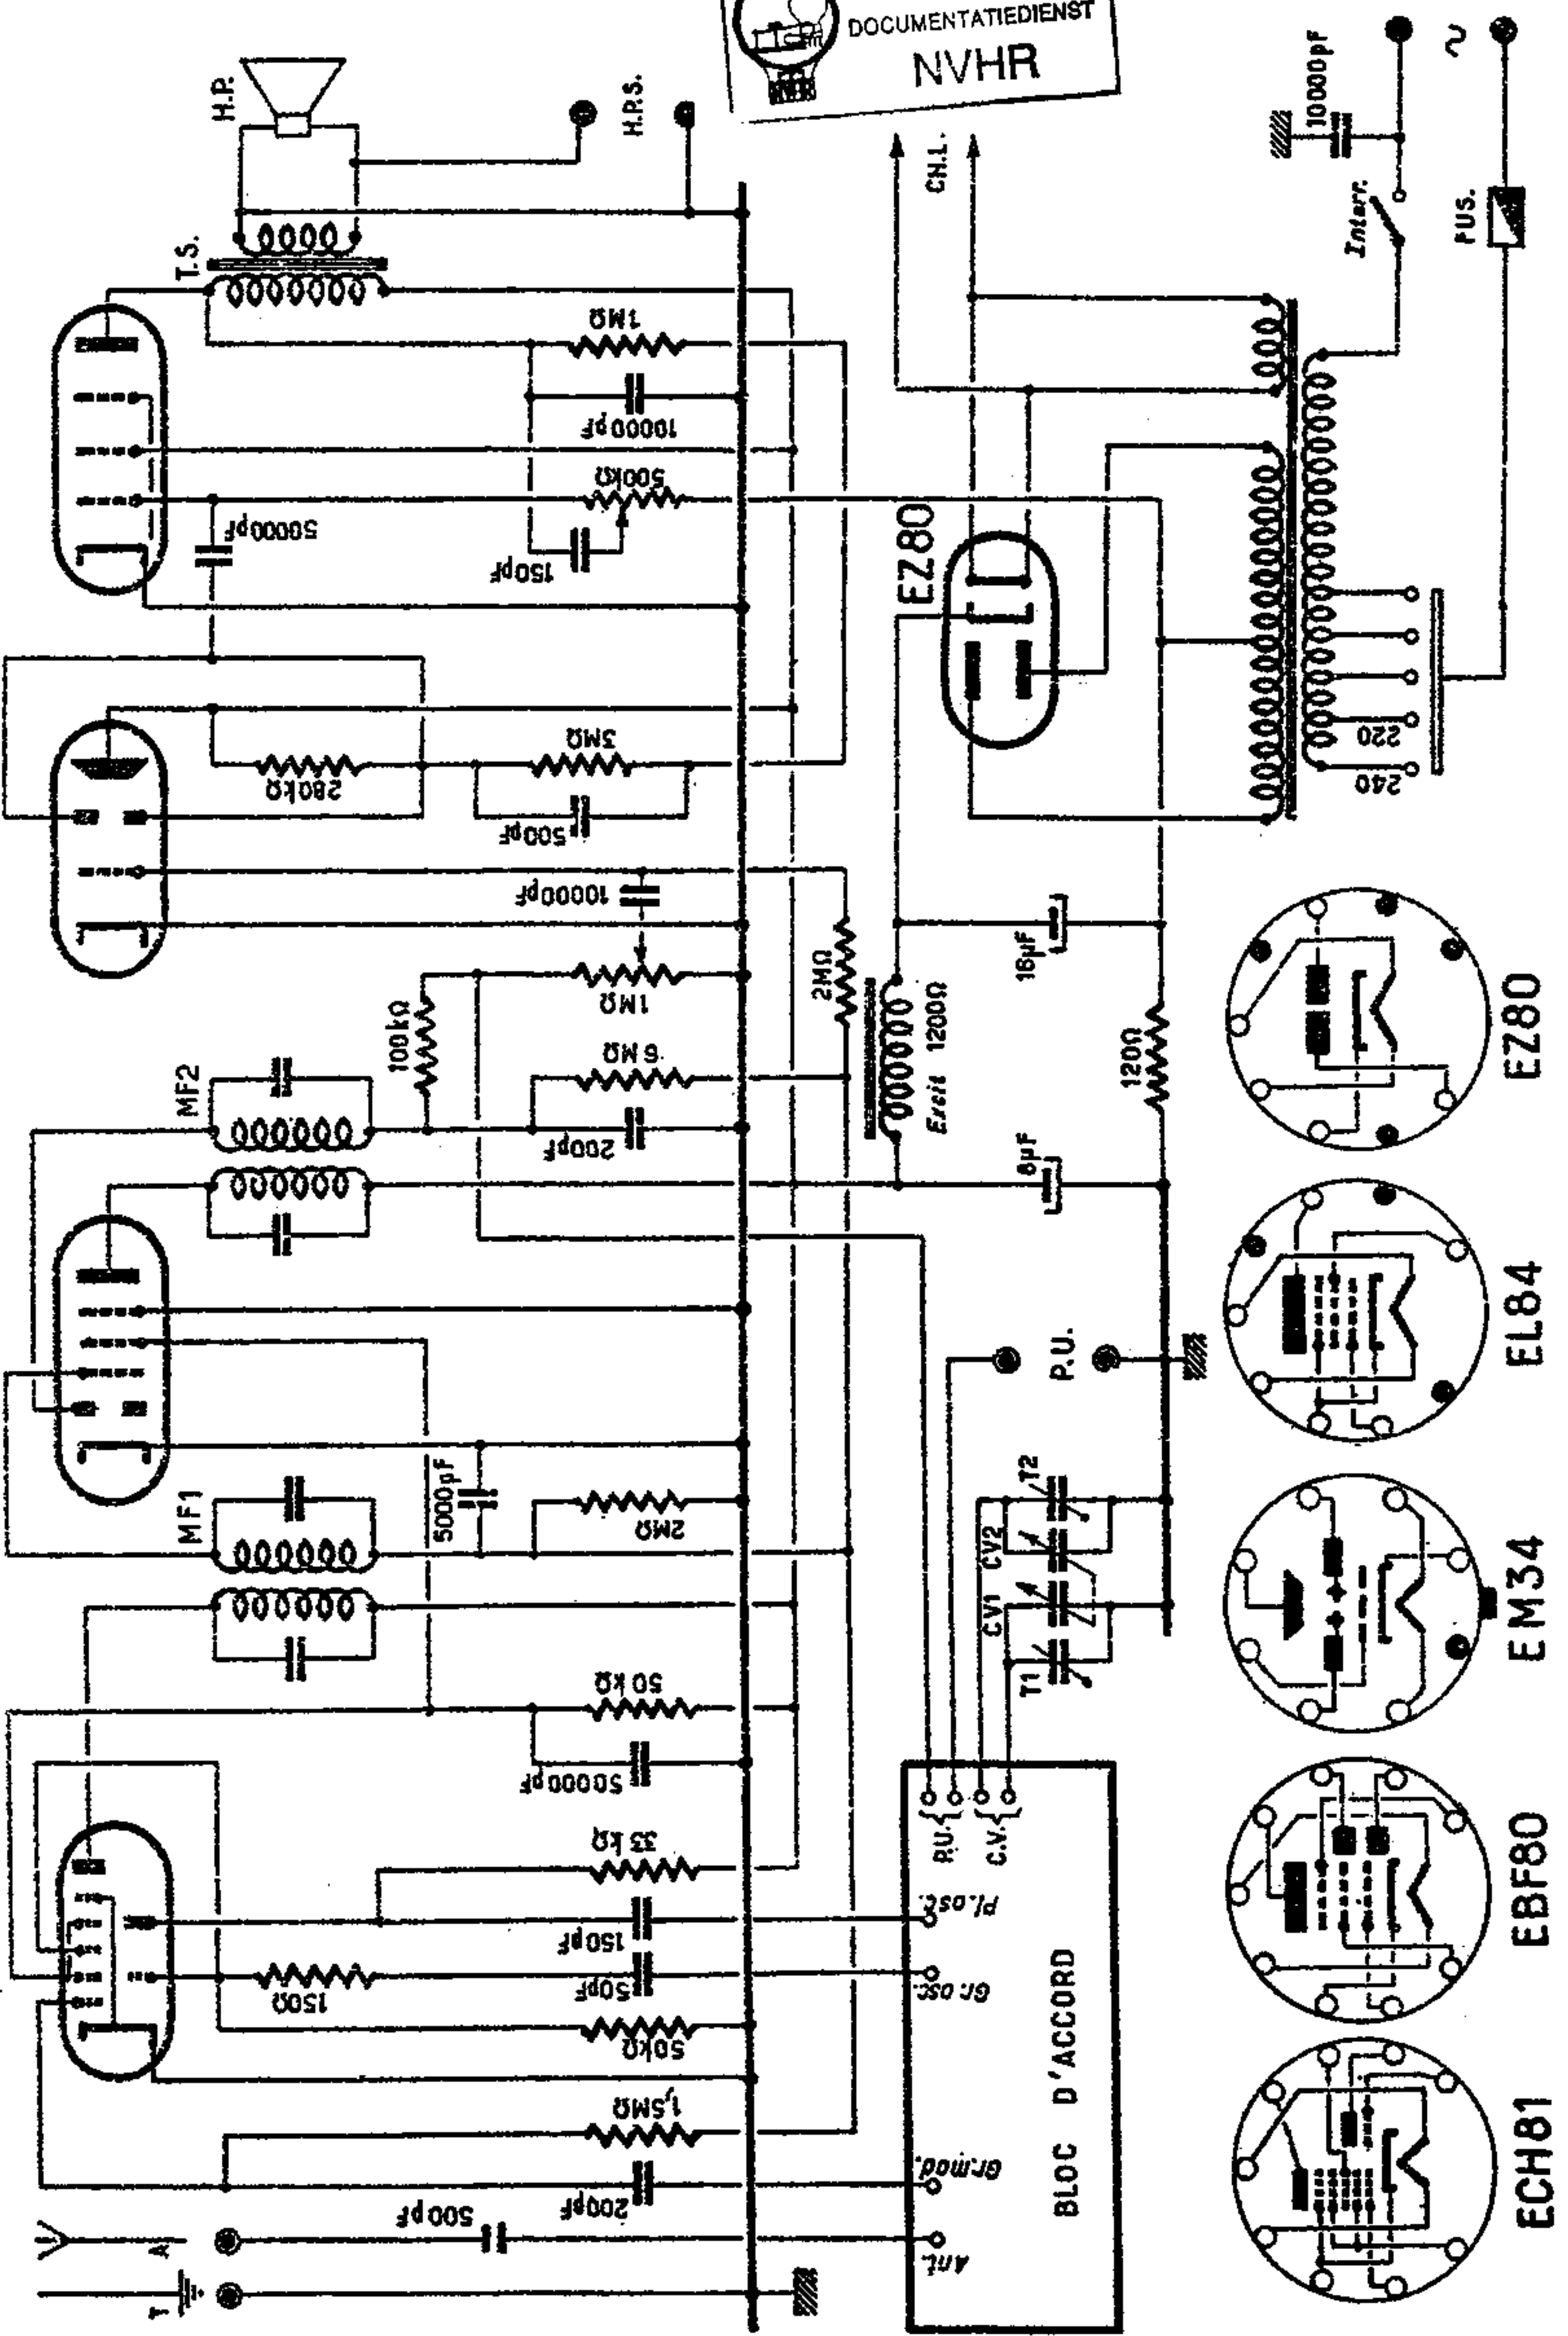 DOCUMENTATIEDIENST
NVHR
H.P.
H.P.S.
T.S.
1MΩ
10000pF
500kΩ
150pF
50000pF
3MΩ
280kΩ
500pF
10000pF
1MΩ
100kΩ
6MΩ
200pF
MF2
2MΩ
5000pF
MF1
50kΩ
50000pF
33kΩ
150pF
50pF
150Ω
50kΩ
1,5MΩ
200pF
500pF
A
T
CH.L.
EZ80
10000pF
~
Interr.
FUS.
220
240
2MΩ
Excit 1200Ω
16µF
120Ω
8µF
P.U.
T2
CV2
CV1
T1
P.U.
C.V.
Pl.osc.
Gr.osc.
Gr.mod.
Ant.
BLOC D'ACCORD
ECH81
EBF80
EM34
EL84
EZ80